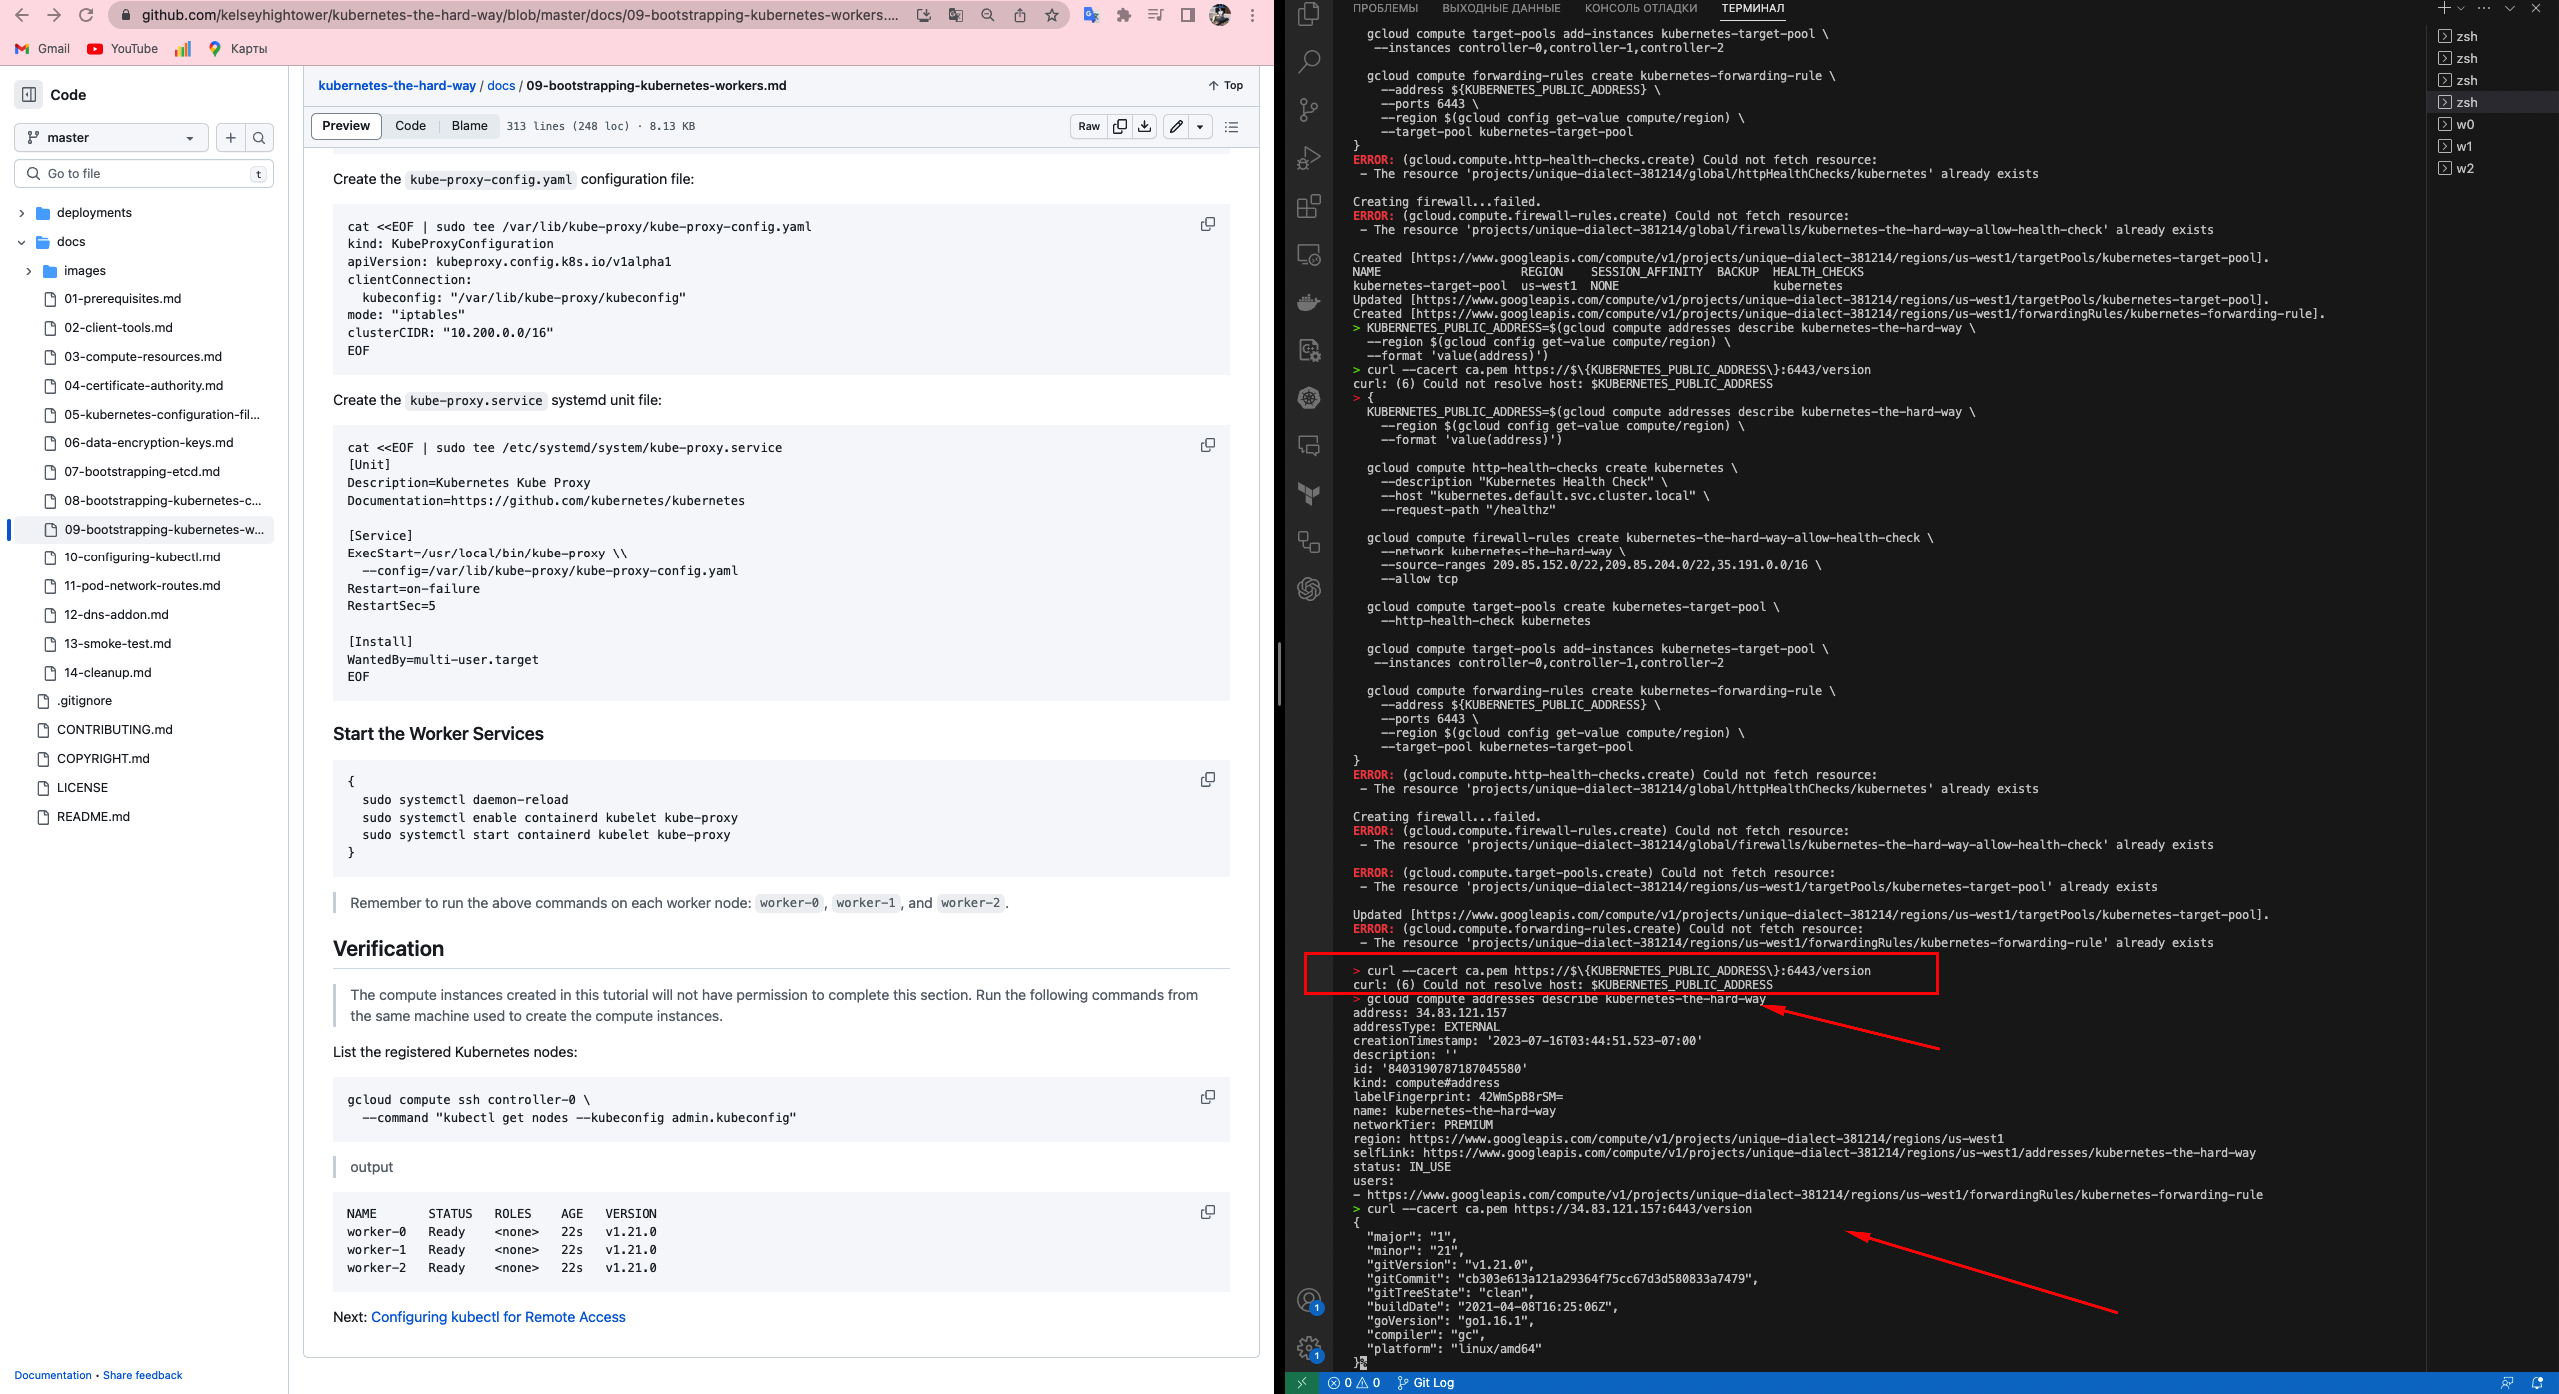 github.com/kelseyhightower/kubernetes-the-hard-way/blob/master/docs/09-bootstrapping-kubernetes-workers....
Gmail
YouTube
Карты
Code
master
Go to file
t
deployments
docs
images
01-prerequisites.md
02-client-tools.md
03-compute-resources.md
04-certificate-authority.md
05-kubernetes-configuration-fil...
06-data-encryption-keys.md
07-bootstrapping-etcd.md
08-bootstrapping-kubernetes-c...
09-bootstrapping-kubernetes-w...
10-configuring-kubectl.md
11-pod-network-routes.md
12-dns-addon.md
13-smoke-test.md
14-cleanup.md
.gitignore
CONTRIBUTING.md
COPYRIGHT.md
LICENSE
README.md
Documentation • Share feedback
kubernetes-the-hard-way / docs / 09-bootstrapping-kubernetes-workers.md
Top
Preview
Code
Blame
313 lines (248 loc) · 8.13 KB
Raw
Create the kube-proxy-config.yaml configuration file:
cat <<EOF | sudo tee /var/lib/kube-proxy/kube-proxy-config.yaml
kind: KubeProxyConfiguration
apiVersion: kubeproxy.config.k8s.io/v1alpha1
clientConnection:
  kubeconfig: "/var/lib/kube-proxy/kubeconfig"
mode: "iptables"
clusterCIDR: "10.200.0.0/16"
EOF
Create the kube-proxy.service systemd unit file:
cat <<EOF | sudo tee /etc/systemd/system/kube-proxy.service
[Unit]
Description=Kubernetes Kube Proxy
Documentation=https://github.com/kubernetes/kubernetes
[Service]
ExecStart=/usr/local/bin/kube-proxy \\
  --config=/var/lib/kube-proxy/kube-proxy-config.yaml
Restart=on-failure
RestartSec=5
[Install]
WantedBy=multi-user.target
EOF
Start the Worker Services
{
  sudo systemctl daemon-reload
  sudo systemctl enable containerd kubelet kube-proxy
  sudo systemctl start containerd kubelet kube-proxy
}
Remember to run the above commands on each worker node: worker-0, worker-1, and worker-2.
Verification
The compute instances created in this tutorial will not have permission to complete this section. Run the following commands from
the same machine used to create the compute instances.
List the registered Kubernetes nodes:
gcloud compute ssh controller-0 \
  --command "kubectl get nodes --kubeconfig admin.kubeconfig"
output
NAME STATUS ROLES AGE VERSION
worker-0 Ready <none> 22s v1.21.0
worker-1 Ready <none> 22s v1.21.0
worker-2 Ready <none> 22s v1.21.0
Next: Configuring kubectl for Remote Access
ПРОБЛЕМЫ ВЫХОДНЫЕ ДАННЫЕ КОНСОЛЬ ОТЛАДКИ ТЕРМИНАЛ
  gcloud compute target-pools add-instances kubernetes-target-pool \
   --instances controller-0,controller-1,controller-2
  gcloud compute forwarding-rules create kubernetes-forwarding-rule \
    --address ${KUBERNETES_PUBLIC_ADDRESS} \
    --ports 6443 \
    --region $(gcloud config get-value compute/region) \
    --target-pool kubernetes-target-pool
}
ERROR: (gcloud.compute.http-health-checks.create) Could not fetch resource:
 - The resource 'projects/unique-dialect-381214/global/httpHealthChecks/kubernetes' already exists
Creating firewall...failed.
ERROR: (gcloud.compute.firewall-rules.create) Could not fetch resource:
 - The resource 'projects/unique-dialect-381214/global/firewalls/kubernetes-the-hard-way-allow-health-check' already exists
Created [https://www.googleapis.com/compute/v1/projects/unique-dialect-381214/regions/us-west1/targetPools/kubernetes-target-pool].
NAME REGION SESSION_AFFINITY BACKUP HEALTH_CHECKS
kubernetes-target-pool us-west1 NONE kubernetes
Updated [https://www.googleapis.com/compute/v1/projects/unique-dialect-381214/regions/us-west1/targetPools/kubernetes-target-pool].
Created [https://www.googleapis.com/compute/v1/projects/unique-dialect-381214/regions/us-west1/forwardingRules/kubernetes-forwarding-rule].
> KUBERNETES_PUBLIC_ADDRESS=$(gcloud compute addresses describe kubernetes-the-hard-way \
  --region $(gcloud config get-value compute/region) \
  --format 'value(address)')
> curl --cacert ca.pem https://$\{KUBERNETES_PUBLIC_ADDRESS\}:6443/version
curl: (6) Could not resolve host: $KUBERNETES_PUBLIC_ADDRESS
> {
  KUBERNETES_PUBLIC_ADDRESS=$(gcloud compute addresses describe kubernetes-the-hard-way \
    --region $(gcloud config get-value compute/region) \
    --format 'value(address)')
  gcloud compute http-health-checks create kubernetes \
    --description "Kubernetes Health Check" \
    --host "kubernetes.default.svc.cluster.local" \
    --request-path "/healthz"
  gcloud compute firewall-rules create kubernetes-the-hard-way-allow-health-check \
    --network kubernetes-the-hard-way \
    --source-ranges 209.85.152.0/22,209.85.204.0/22,35.191.0.0/16 \
    --allow tcp
  gcloud compute target-pools create kubernetes-target-pool \
    --http-health-check kubernetes
  gcloud compute target-pools add-instances kubernetes-target-pool \
   --instances controller-0,controller-1,controller-2
  gcloud compute forwarding-rules create kubernetes-forwarding-rule \
    --address ${KUBERNETES_PUBLIC_ADDRESS} \
    --ports 6443 \
    --region $(gcloud config get-value compute/region) \
    --target-pool kubernetes-target-pool
}
ERROR: (gcloud.compute.http-health-checks.create) Could not fetch resource:
 - The resource 'projects/unique-dialect-381214/global/httpHealthChecks/kubernetes' already exists
Creating firewall...failed.
ERROR: (gcloud.compute.firewall-rules.create) Could not fetch resource:
 - The resource 'projects/unique-dialect-381214/global/firewalls/kubernetes-the-hard-way-allow-health-check' already exists
ERROR: (gcloud.compute.target-pools.create) Could not fetch resource:
 - The resource 'projects/unique-dialect-381214/regions/us-west1/targetPools/kubernetes-target-pool' already exists
Updated [https://www.googleapis.com/compute/v1/projects/unique-dialect-381214/regions/us-west1/targetPools/kubernetes-target-pool].
ERROR: (gcloud.compute.forwarding-rules.create) Could not fetch resource:
 - The resource 'projects/unique-dialect-381214/regions/us-west1/forwardingRules/kubernetes-forwarding-rule' already exists
> curl --cacert ca.pem https://$\{KUBERNETES_PUBLIC_ADDRESS\}:6443/version
curl: (6) Could not resolve host: $KUBERNETES_PUBLIC_ADDRESS
> gcloud compute addresses describe kubernetes-the-hard-way
address: 34.83.121.157
addressType: EXTERNAL
creationTimestamp: '2023-07-16T03:44:51.523-07:00'
description: ''
id: '8403190787187045580'
kind: compute#address
labelFingerprint: 42WmSpB8rSM=
name: kubernetes-the-hard-way
networkTier: PREMIUM
region: https://www.googleapis.com/compute/v1/projects/unique-dialect-381214/regions/us-west1
selfLink: https://www.googleapis.com/compute/v1/projects/unique-dialect-381214/regions/us-west1/addresses/kubernetes-the-hard-way
status: IN_USE
users:
- https://www.googleapis.com/compute/v1/projects/unique-dialect-381214/regions/us-west1/forwardingRules/kubernetes-forwarding-rule
> curl --cacert ca.pem https://34.83.121.157:6443/version
{
  "major": "1",
  "minor": "21",
  "gitVersion": "v1.21.0",
  "gitCommit": "cb303e613a121a29364f75cc67d3d580833a7479",
  "gitTreeState": "clean",
  "buildDate": "2021-04-08T16:25:06Z",
  "goVersion": "go1.16.1",
  "compiler": "gc",
  "platform": "linux/amd64"
}%
zsh
zsh
zsh
zsh
w0
w1
w2
1
1
0 0 Git Log